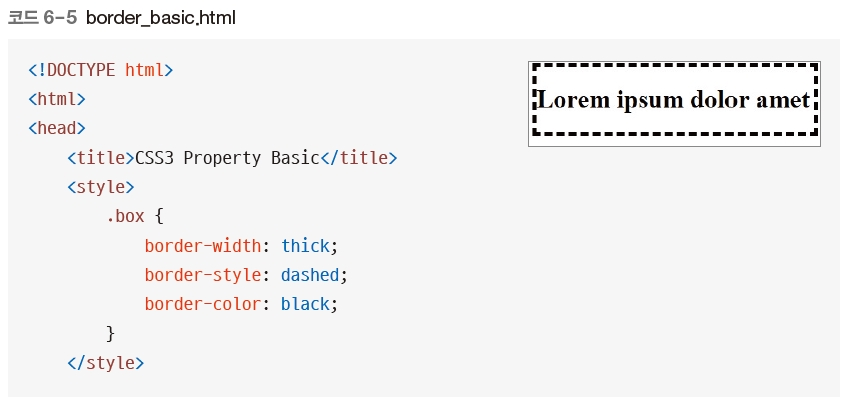 코드 6-5 border_basic.html
<!DOCTYPE html>
<html>
<head>
    <title>CSS3 Property Basic</title>
    <style>
        .box {
            border-width: thick;
            border-style: dashed;
            border-color: black;
        }
    </style>
Lorem ipsum dolor amet